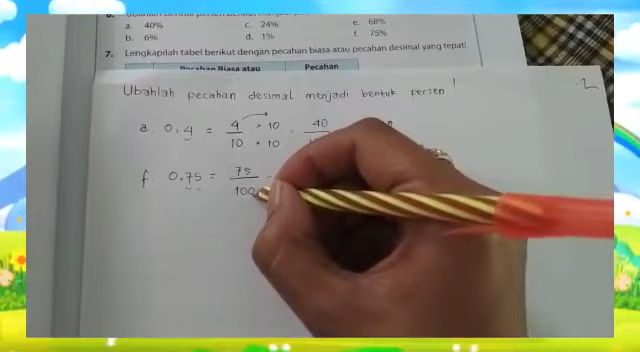 a. 40% c. 24% e. 68%
b. 6% d. 1% f. 75%
7. Lengkapilah tabel berikut dengan pecahan biasa atau pecahan desimal yang tepat!
Pecahan Biasa atau Pecahan
Ubahlah pecahan desimal menjadi bentuk persen !
a. 0,4 = 4/10 × 10/10 = 40
f. 0.75 = 75/100 =